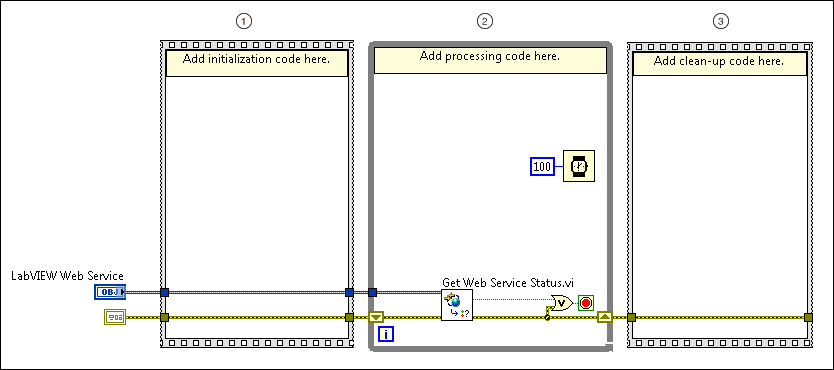 1 2 3
Add initialization code here. Add processing code here. Add clean-up code here.
100
LabVIEW Web Service Get Web Service Status.vi
OBJ
i